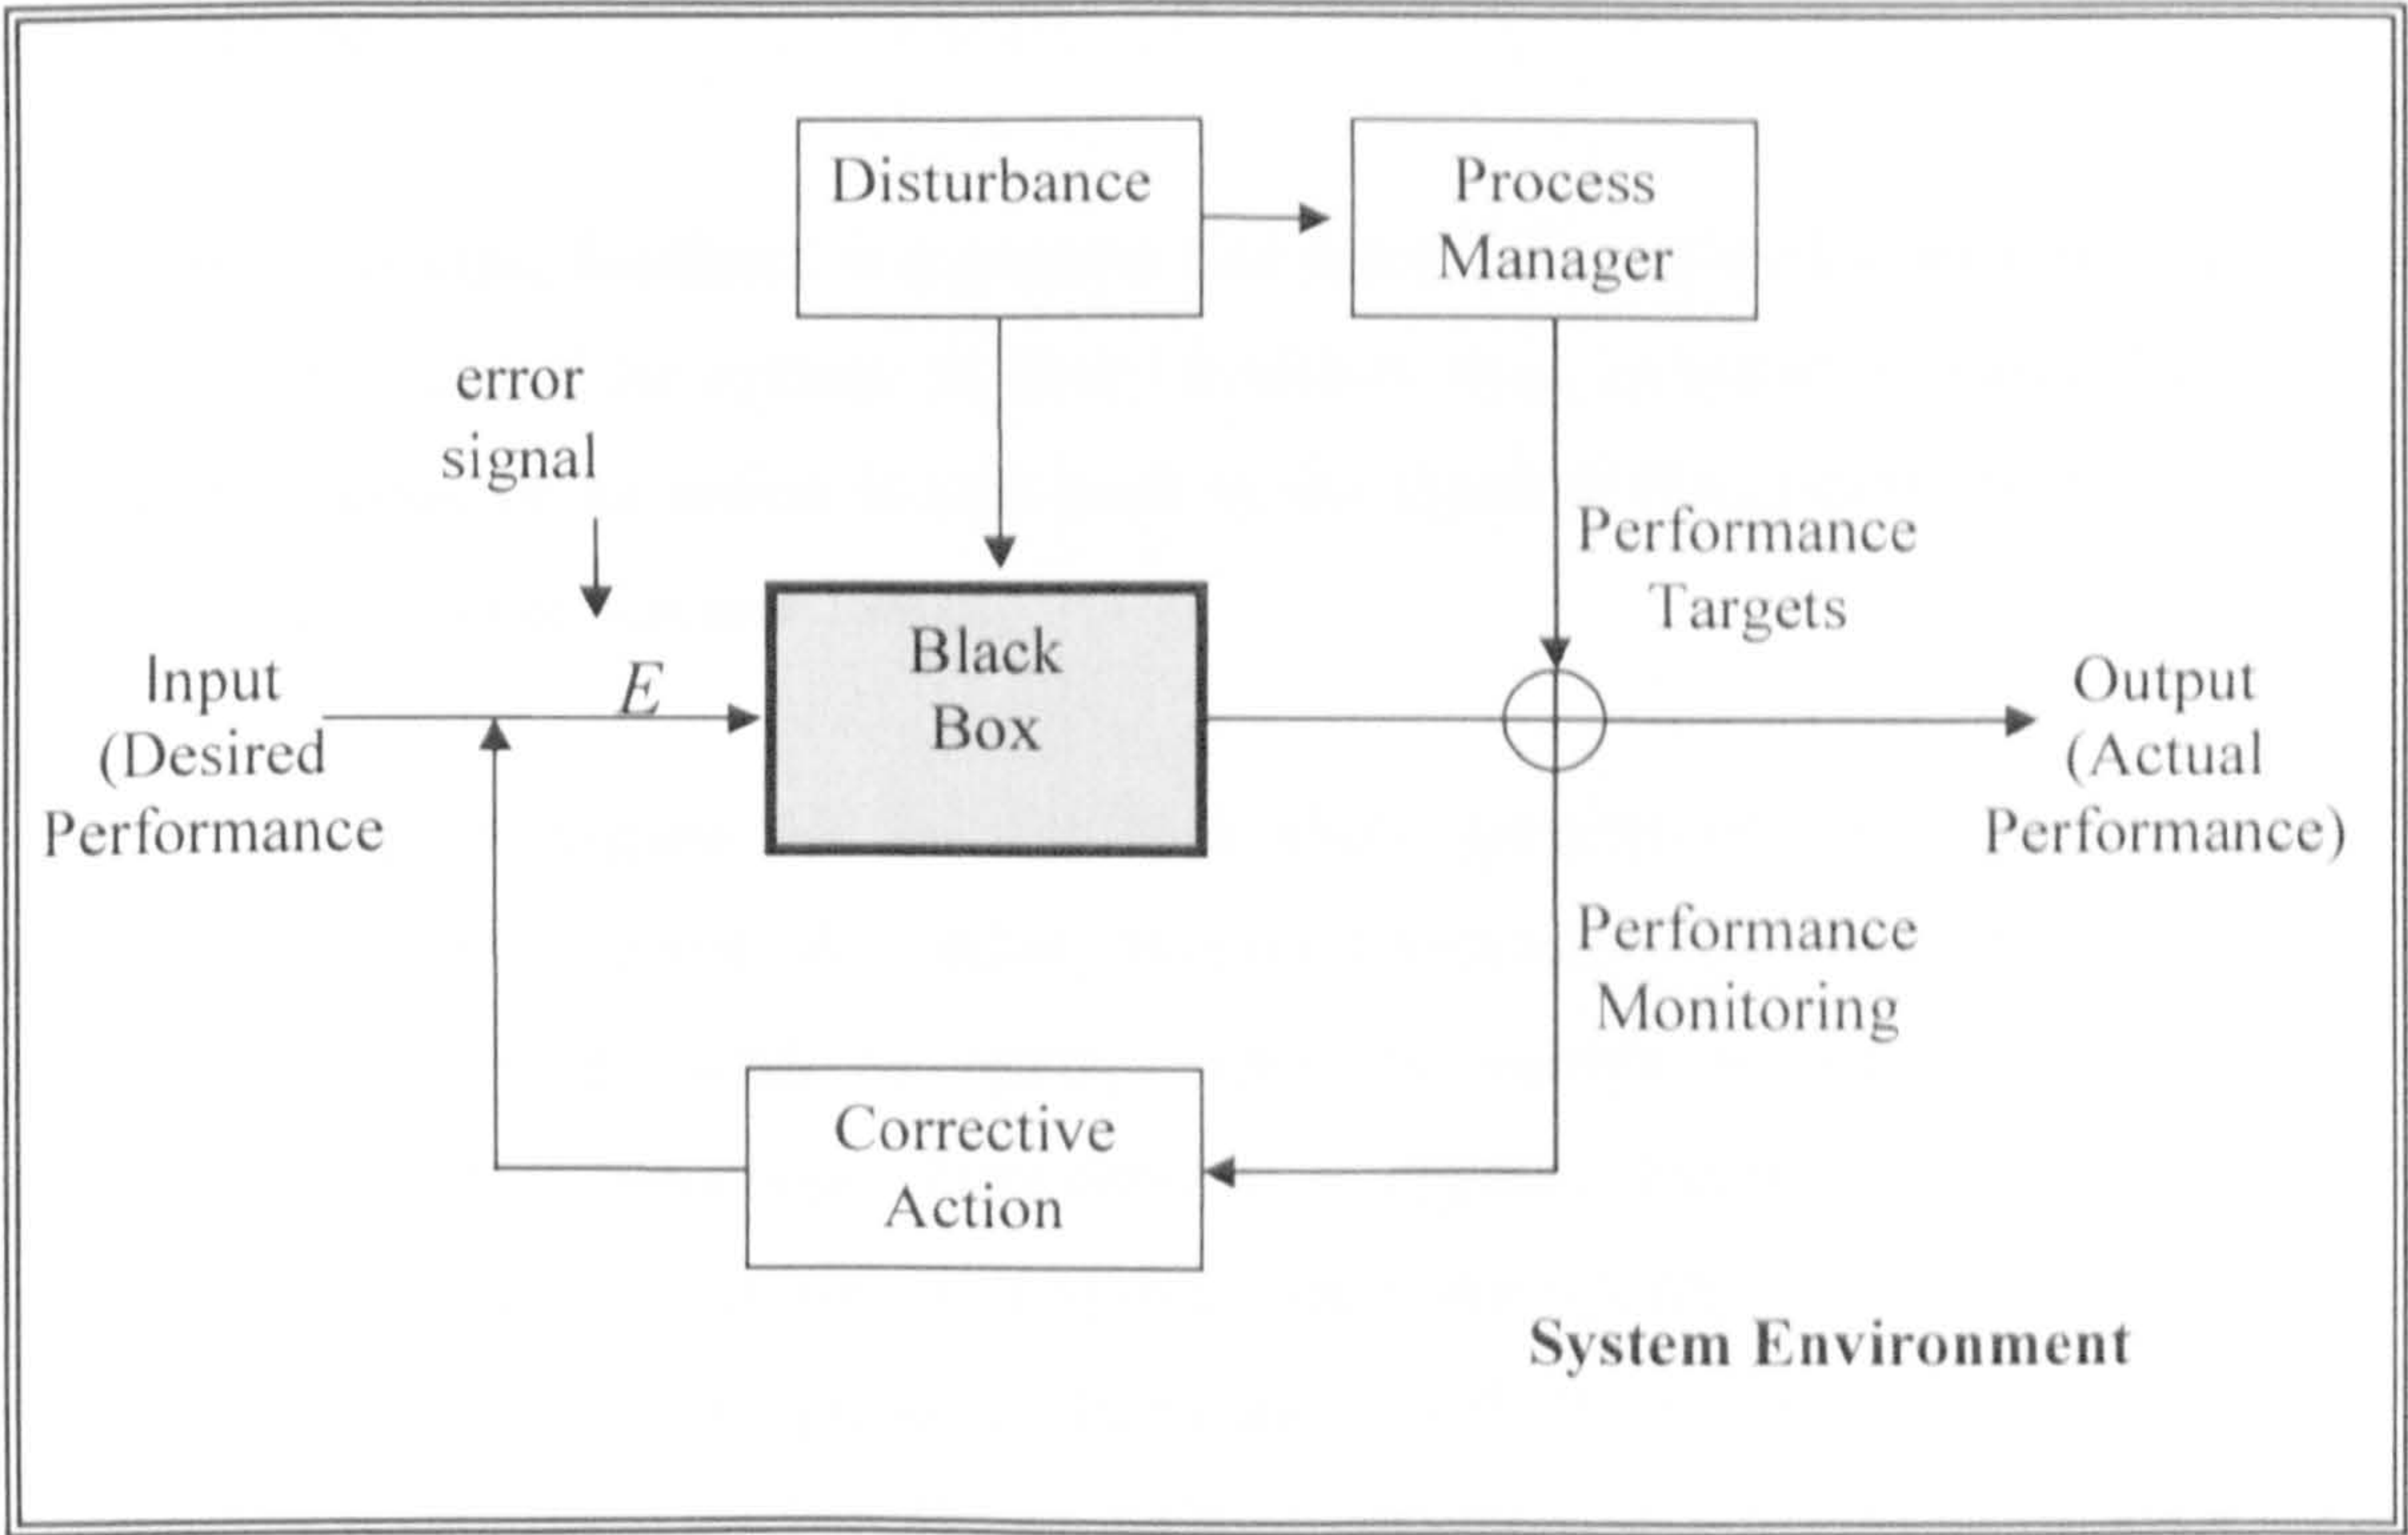 Disturbance
Process
Manager
error
signal
Performance
Targets
E
Black
Box
Input
(Desired
Performance
Output
(Actual
Performance)
Performance
Monitoring
Corrective
Action
System Environment